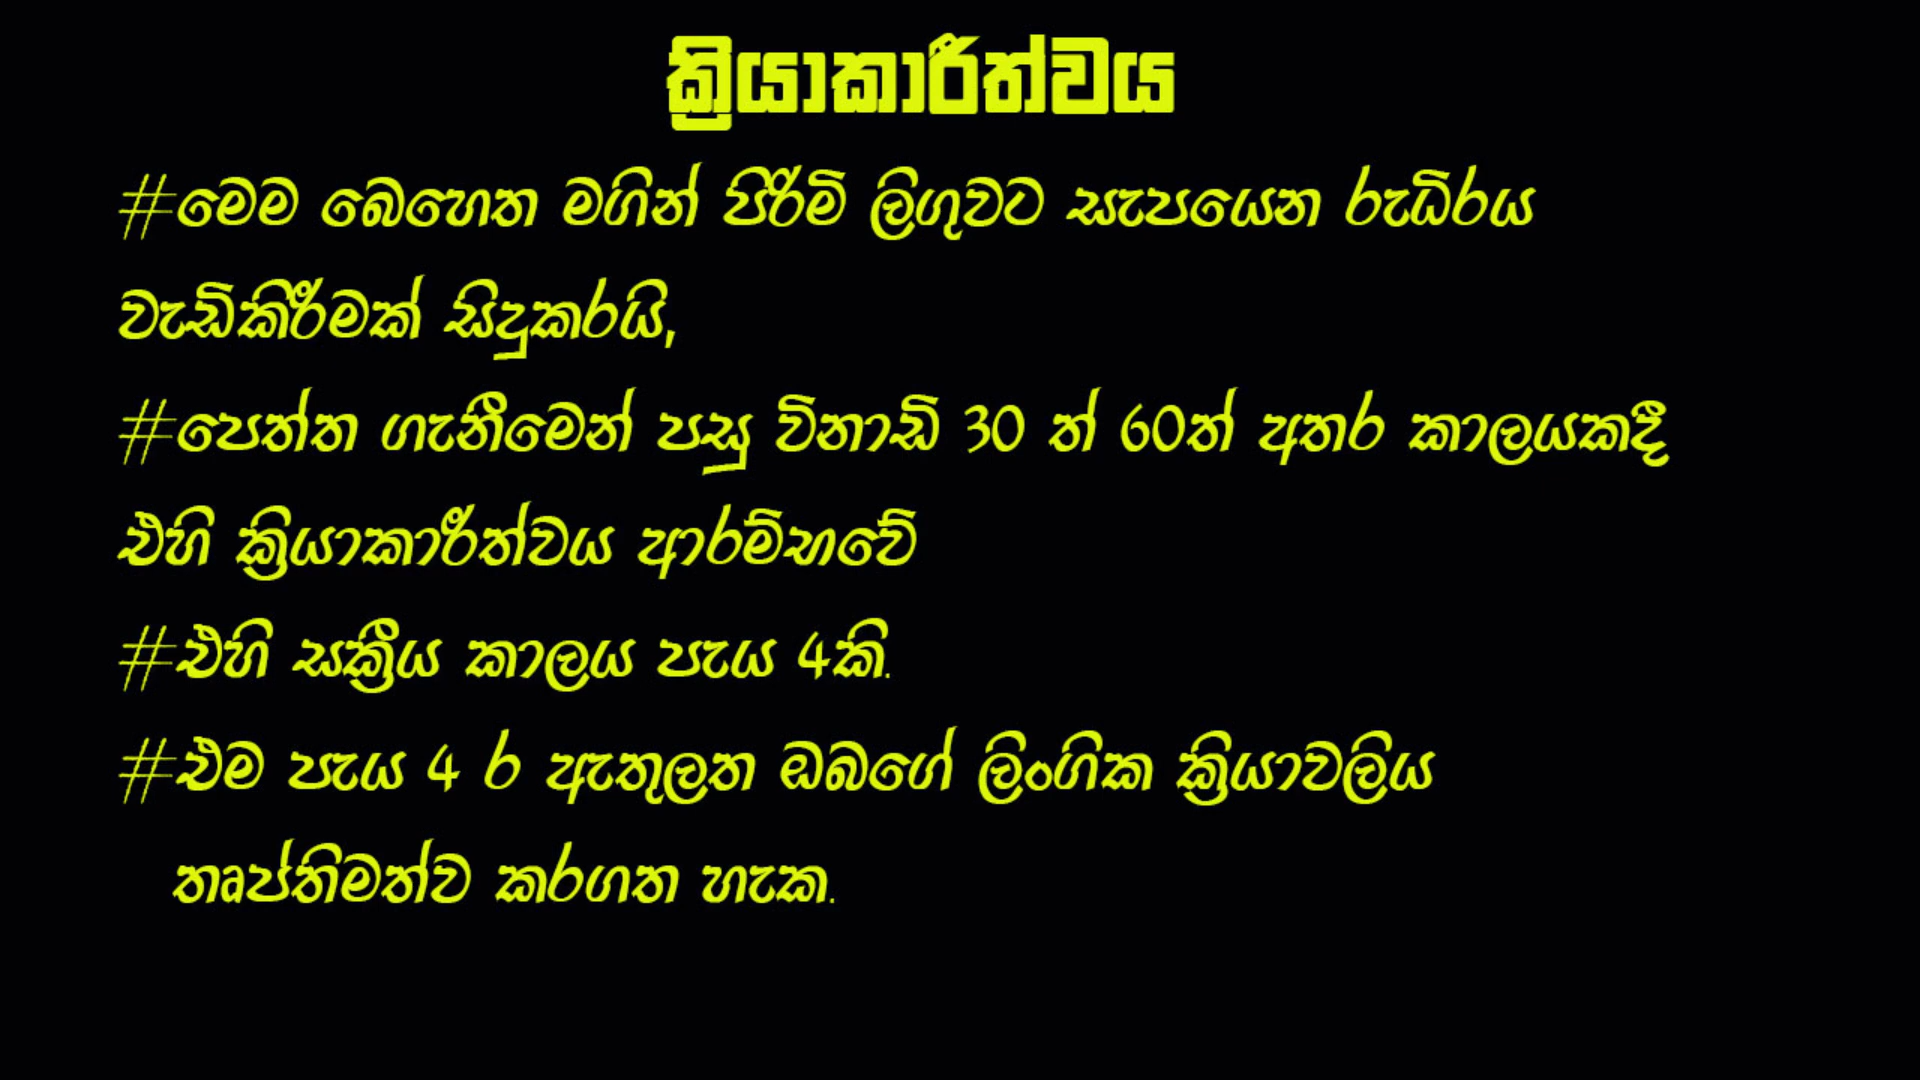 ක්‍රියාකාරීත්වය
#මෙම බෙහෙත මගින් පිරිමි ලිගුවට සැපයෙන රුධිරය
වැඩිකිරීමක් සිදුකරයි,
#පෙත්ත ගැනීමෙන් පසු විනාඩි 30 ත් 60ත් අතර කාලයකදී
එහි ක්‍රියාකාරීත්වය ආරම්භවේ
#එහි සක්‍රීය කාලය පැය 4කි.
#එම පැය 4 ර ඇතුලත ඔබගේ ලිංගික ක්‍රියාවලිය
තෘප්තිමත්ව කරගත හැක.